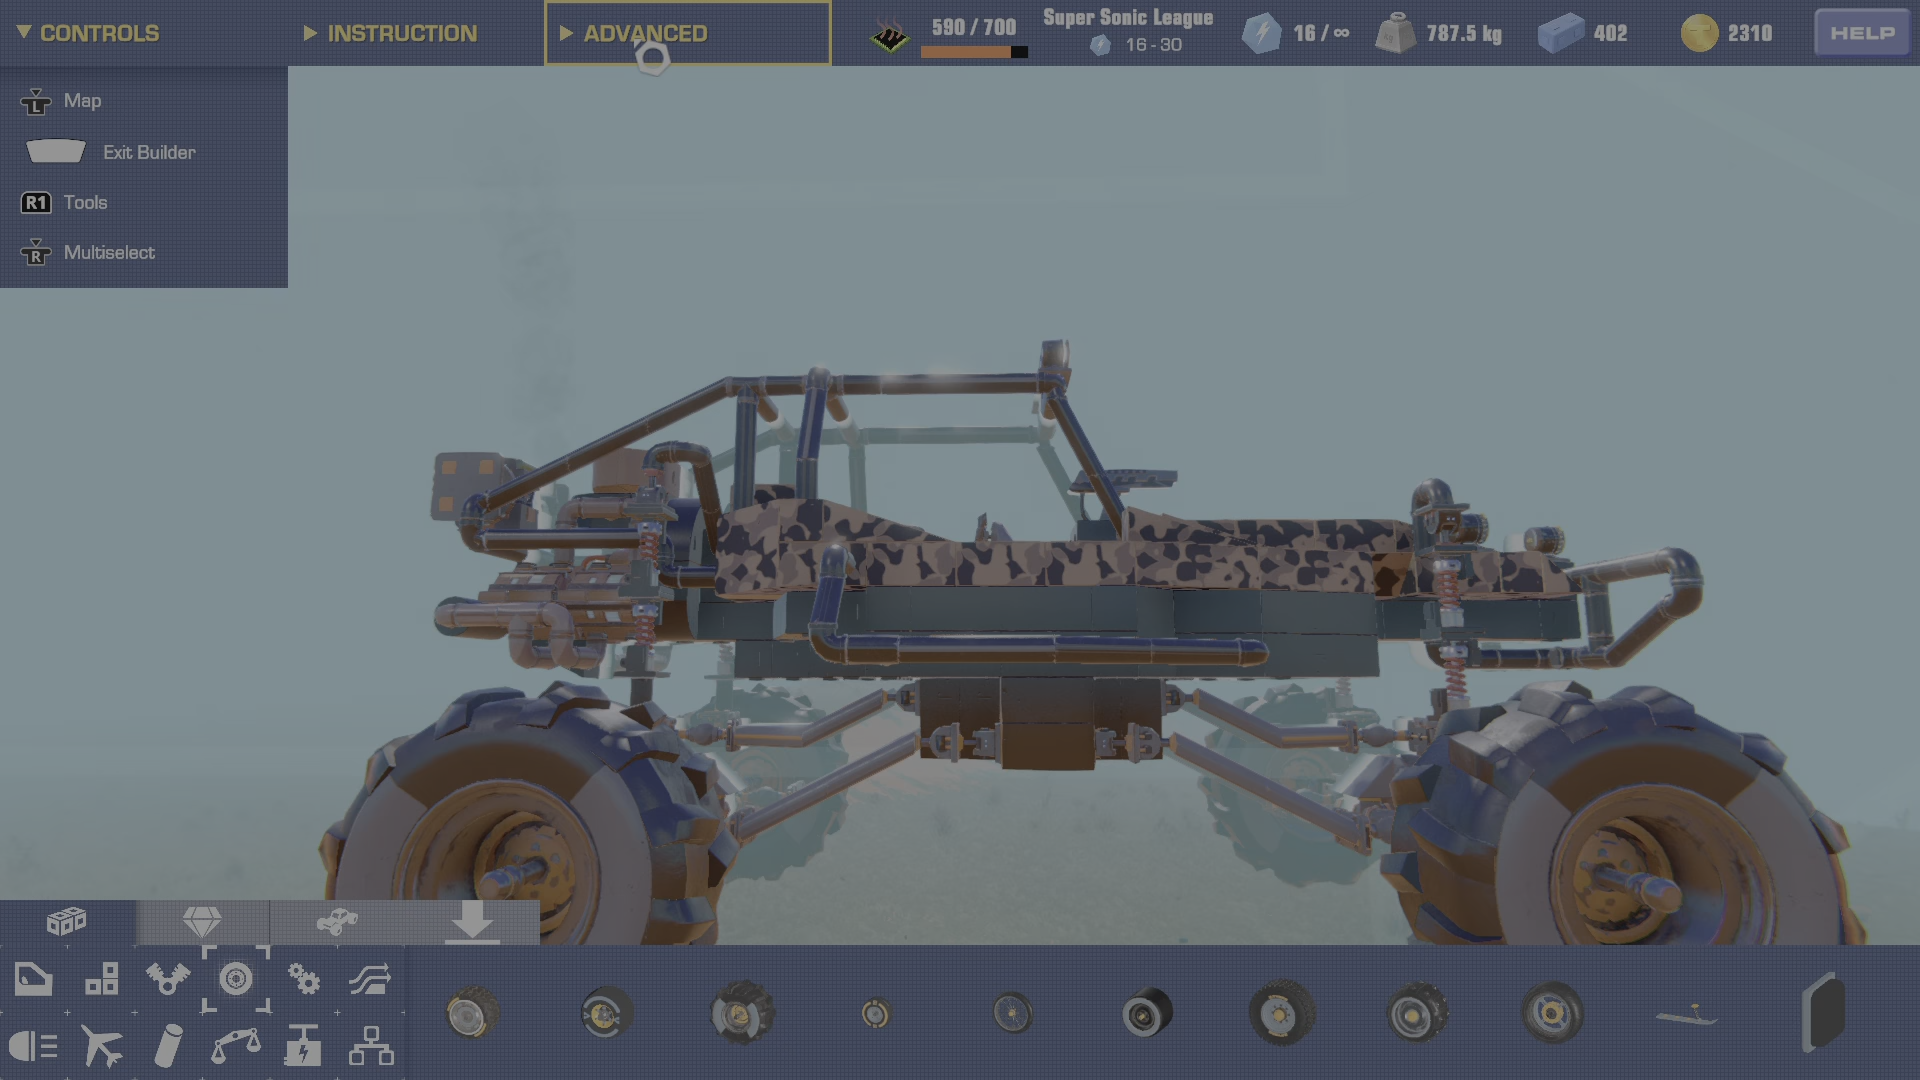 CONTROLS
INSTRUCTION
ADVANCED
590 / 700
Super Sonic League
16-30
16 / ∞
787.5 kg
402
2310
HELP
L Map
Exit Builder
R1 Tools
R Multiselect